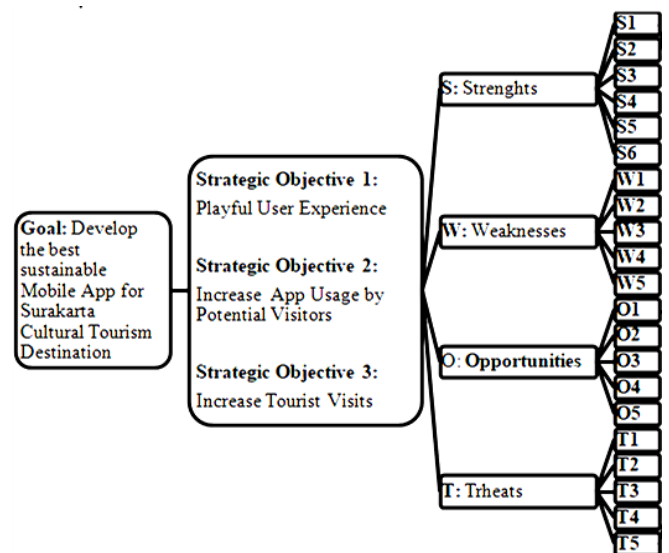 Goal: Develop
the best
sustainable
Mobile App for
Surakarta
Cultural Tourism
Destination
Strategic Objective 1:
Playful User Experience
Strategic Objective 2:
Increase App Usage by
Potential Visitors
Strategic Objective 3:
Increase Tourist Visits
S: Strenghts
S1
S2
S3
S4
S5
S6
W: Weaknesses
W1
W2
W3
W4
W5
O: Opportunities
O1
O2
O3
O4
O5
T: Trheats
T1
T2
T3
T4
T5